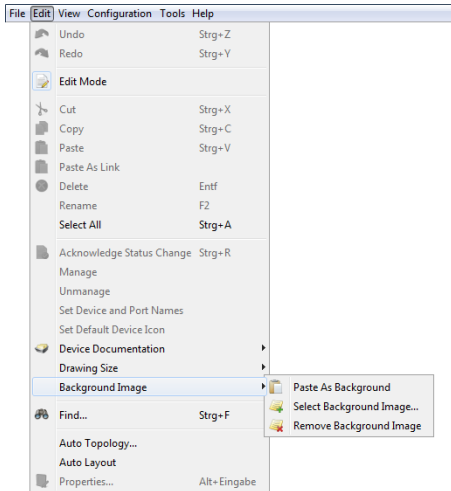 File Edit View Configuration Tools Help
Undo Strg+Z
Redo Strg+Y
Edit Mode
Cut Strg+X
Copy Strg+C
Paste Strg+V
Paste As Link
Delete Entf
Rename F2
Select All Strg+A
Acknowledge Status Change Strg+R
Manage
Unmanage
Set Device and Port Names
Set Default Device Icon
Device Documentation
Drawing Size
Background Image
Paste As Background
Select Background Image...
Remove Background Image
Find... Strg+F
Auto Topology...
Auto Layout
Properties... Alt+Eingabe